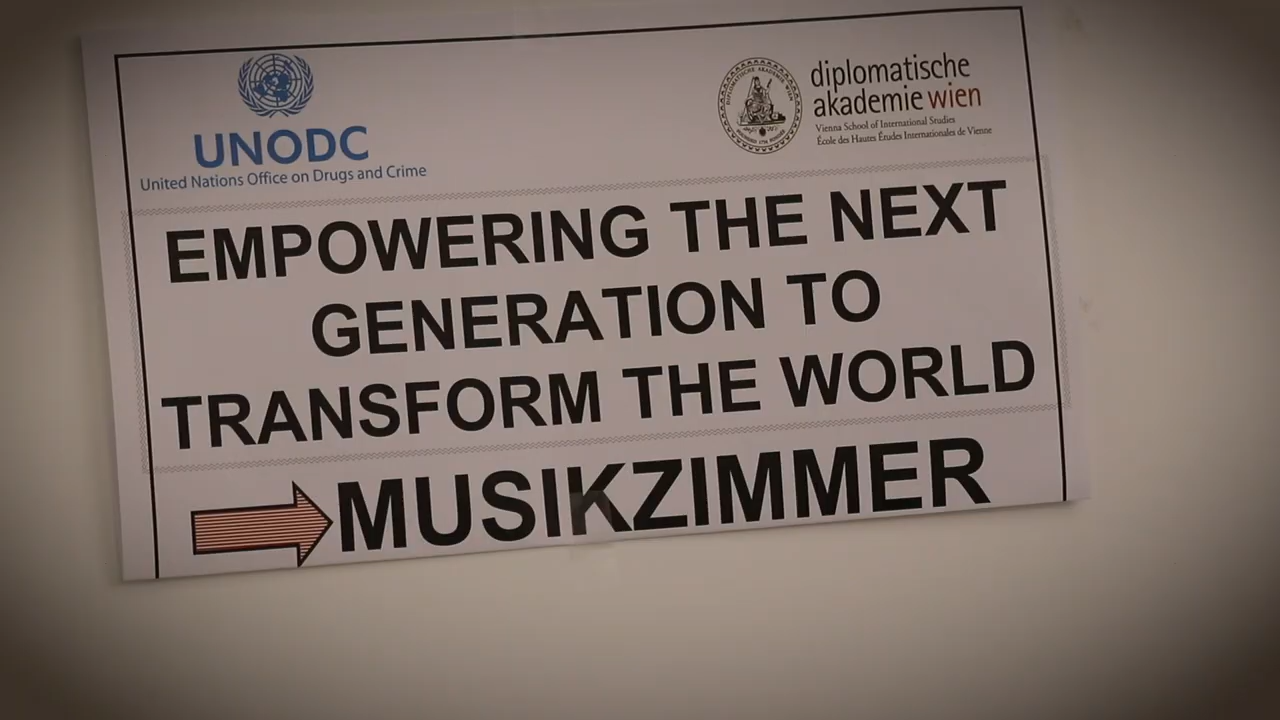 UNODC
United Nations Office on Drugs and Crime
diplomatische
akademie wien
Vienna School of International Studies
École des Hautes Études Internationales de Vienne
EMPOWERING THE NEXT
GENERATION TO
TRANSFORM THE WORLD
MUSIKZIMMER